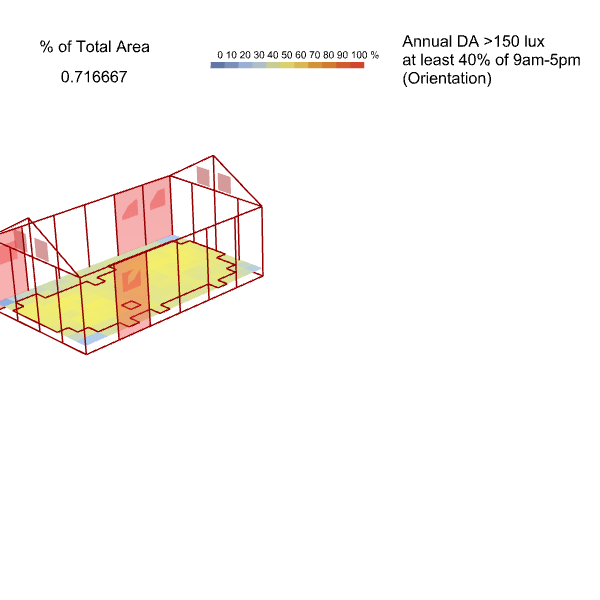 % of Total Area
0.716667
0 10 20 30 40 50 60 70 80 90 100 %
Annual DA >150 lux
at least 40% of 9am-5pm
(Orientation)